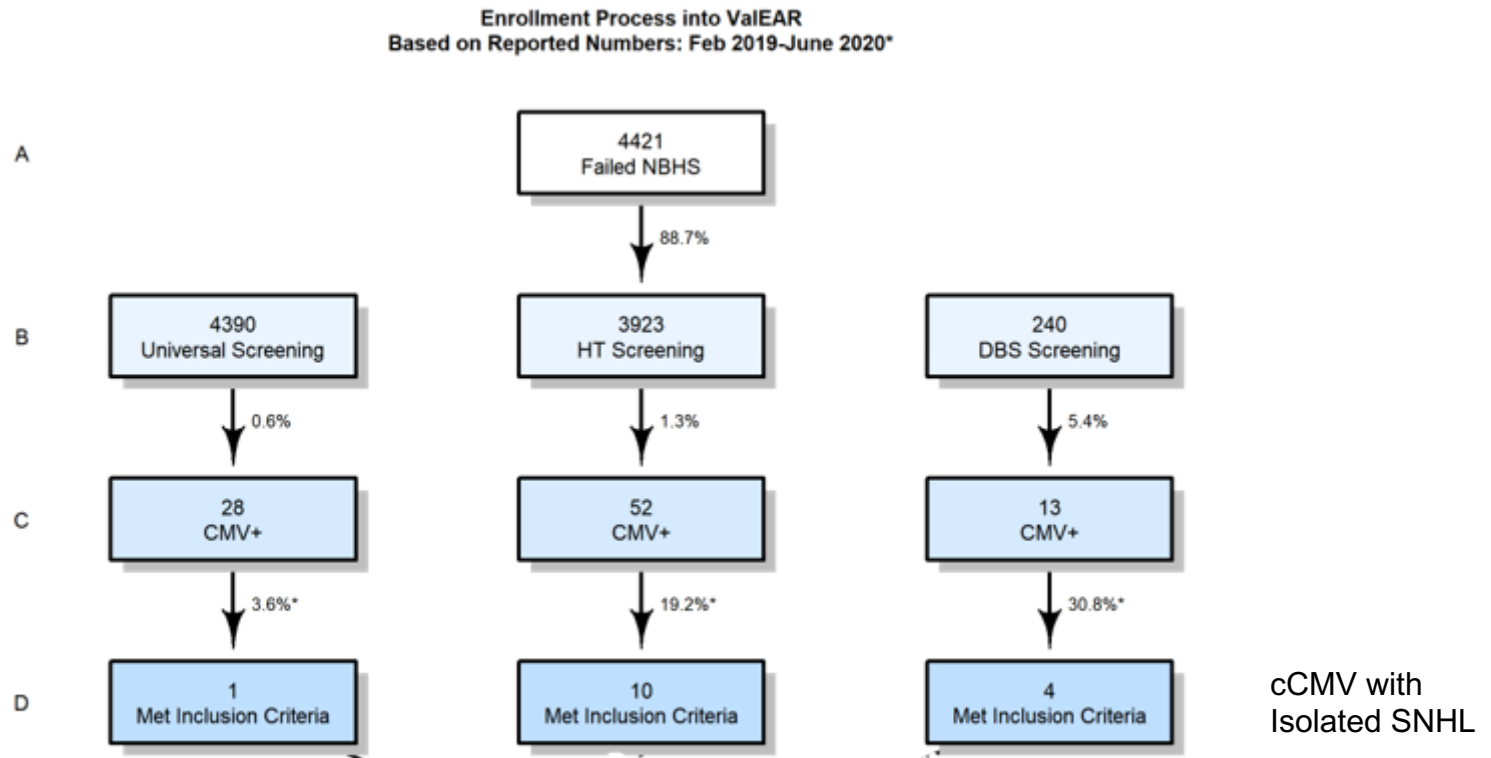 Enrollment Process into ValEAR
Based on Reported Numbers: Feb 2019-June 2020*
A
4421
Failed NBHS
88.7%
B
4390
Universal Screening
3923
HT Screening
240
DBS Screening
0.6%
1.3%
5.4%
C
28
CMV+
52
CMV+
13
CMV+
3.6%*
19.2%*
30.8%*
D
1
Met Inclusion Criteria
10
Met Inclusion Criteria
4
Met Inclusion Criteria
cCMV with
Isolated SNHL